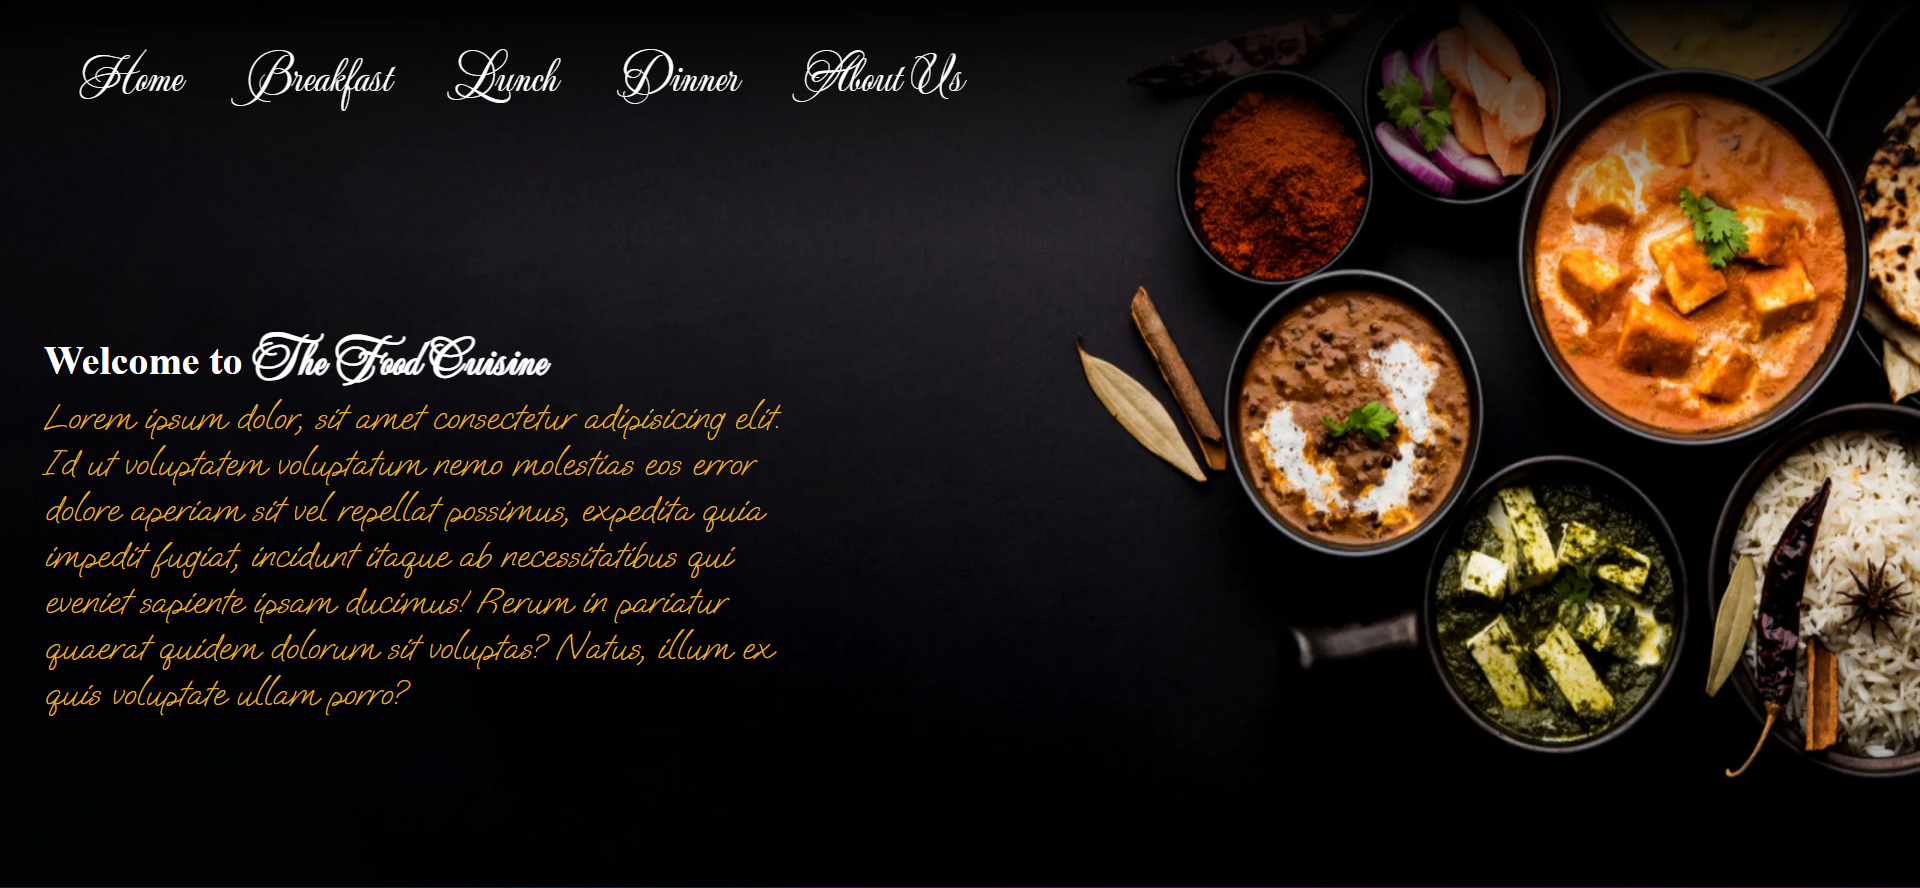 Home Breakfast Lunch Dinner About Us
Welcome to The Food Cuisine
Lorem ipsum dolor, sit amet consectetur adipisicing elit.
Id ut voluptatem voluptatum nemo molestias eos error
dolore aperiam sit vel repellat possimus, expedita quia
impedit fugiat, incidunt itaque ab necessitatibus qui
eveniet sapiente ipsam ducimus! Rerum in pariatur
quaerat quidem dolorum sit voluptas? Natus, illum ex
quis voluptate ullam porro?